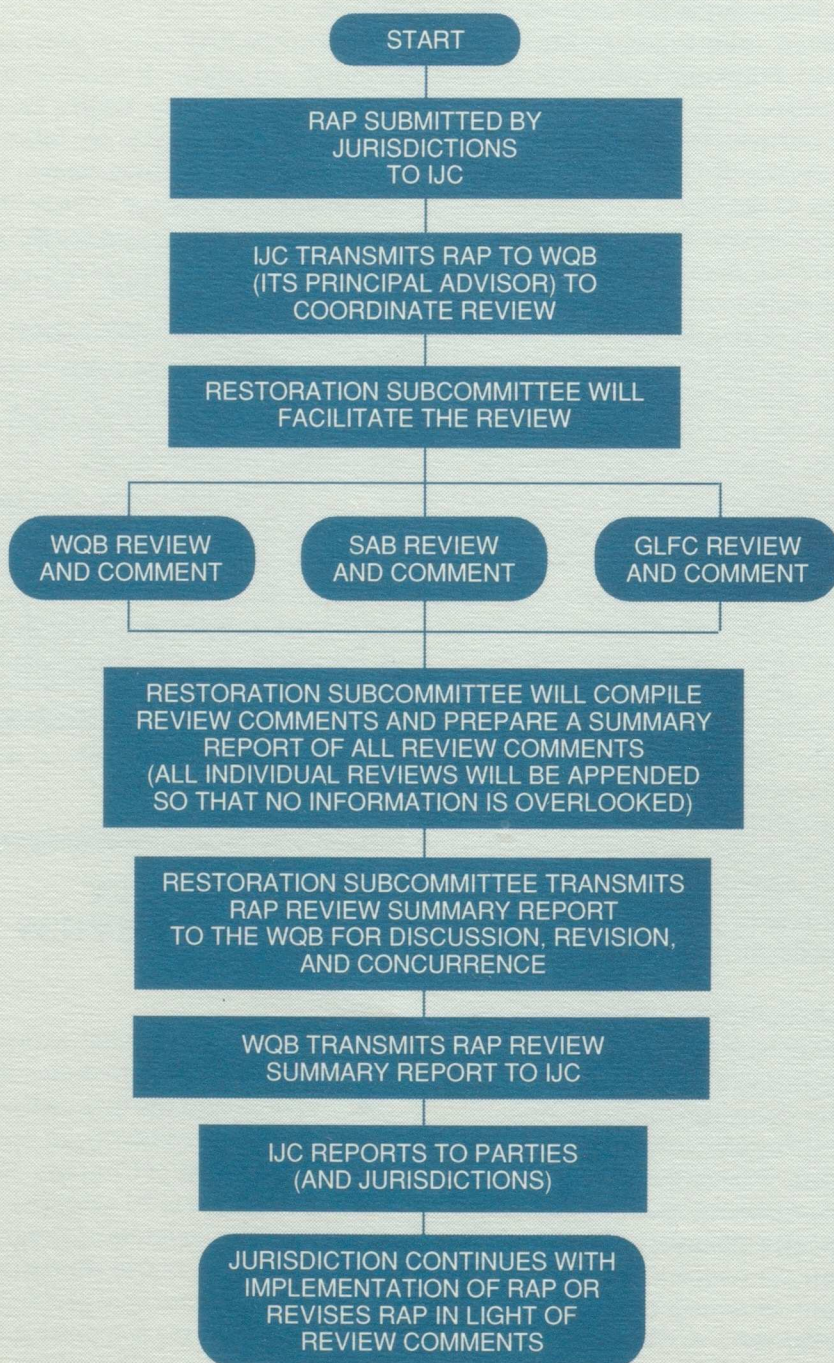 START
RAP SUBMITTED BY
JURISDICTIONS
TO IJC
IJC TRANSMITS RAP TO WQB
(ITS PRINCIPAL ADVISOR) TO
COORDINATE REVIEW
RESTORATION SUBCOMMITTEE WILL
FACILITATE THE REVIEW
WQB REVIEW
AND COMMENT
SAB REVIEW
AND COMMENT
GLFC REVIEW
AND COMMENT
RESTORATION SUBCOMMITTEE WILL COMPILE
REVIEW COMMENTS AND PREPARE A SUMMARY
REPORT OF ALL REVIEW COMMENTS
(ALL INDIVIDUAL REVIEWS WILL BE APPENDED
SO THAT NO INFORMATION IS OVERLOOKED)
RESTORATION SUBCOMMITTEE TRANSMITS
RAP REVIEW SUMMARY REPORT
TO THE WQB FOR DISCUSSION, REVISION,
AND CONCURRENCE
WQB TRANSMITS RAP REVIEW
SUMMARY REPORT TO IJC
IJC REPORTS TO PARTIES
(AND JURISDICTIONS)
JURISDICTION CONTINUES WITH
IMPLEMENTATION OF RAP OR
REVISES RAP IN LIGHT OF
REVIEW COMMENTS